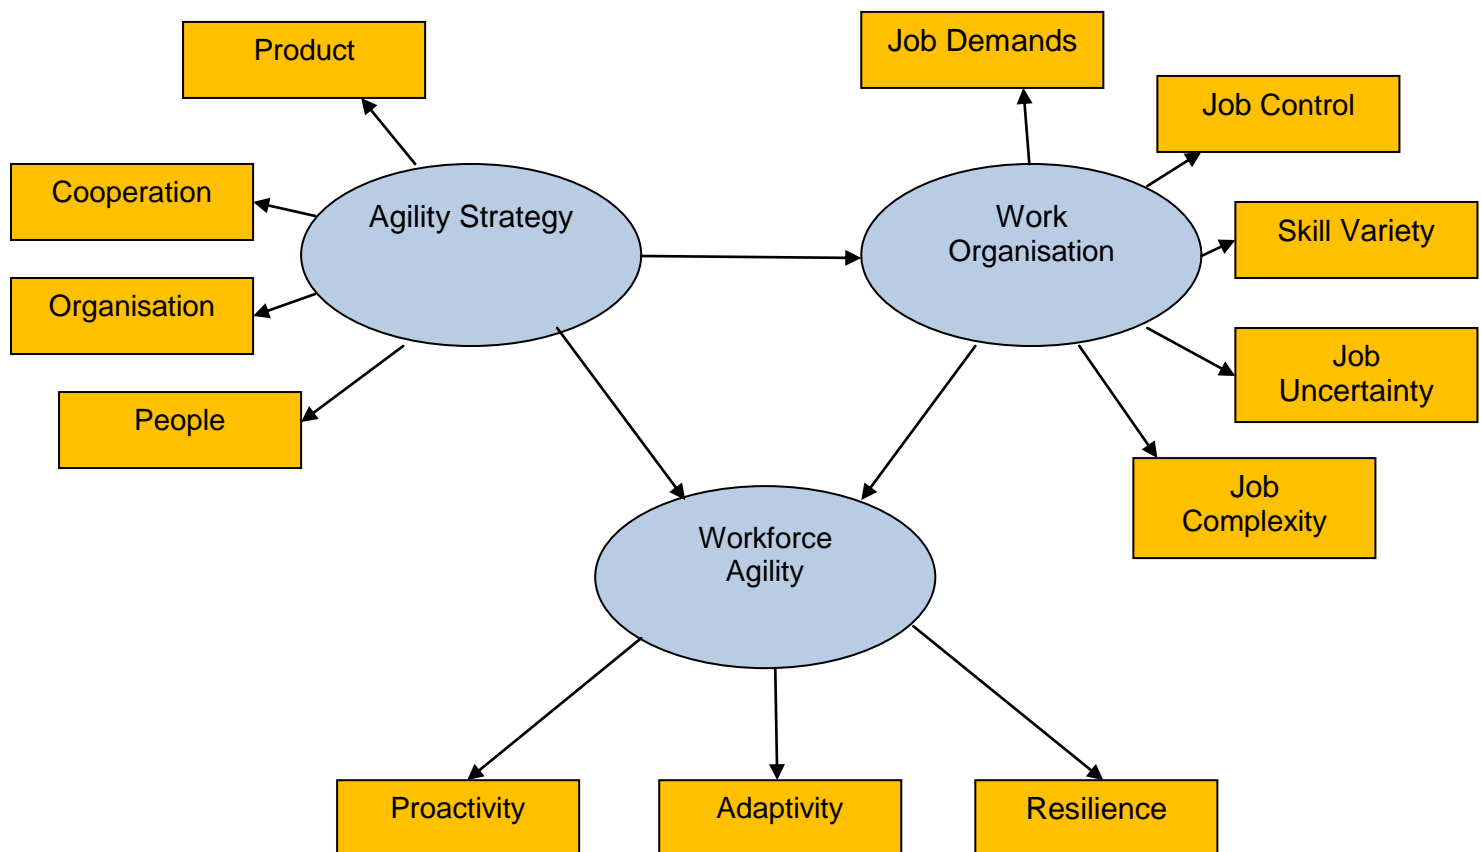 Product
Job Demands
Job Control
Cooperation
Agility Strategy
Work
Organisation
Skill Variety
Organisation
Job
Uncertainty
People
Job
Complexity
Workforce
Agility
Proactivity
Adaptivity
Resilience